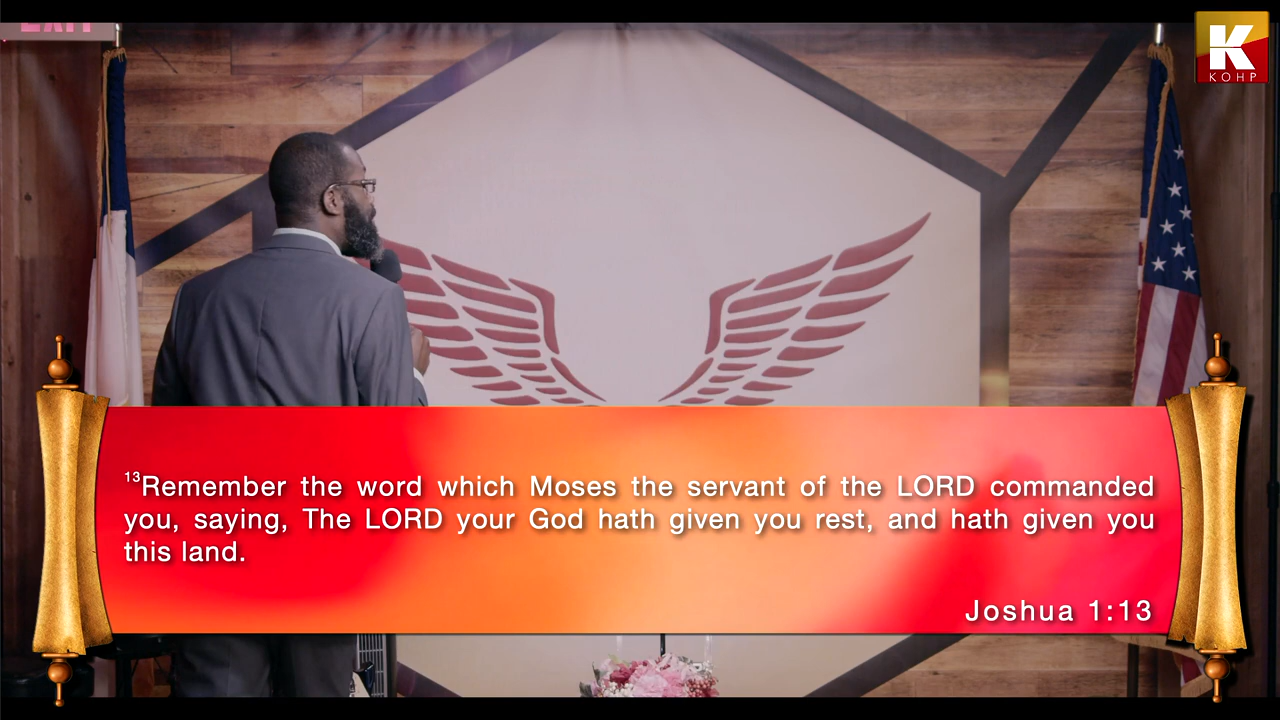 EXIT
K
KOHP
13Remember the word which Moses the servant of the LORD commanded
you, saying, The LORD your God hath given you rest, and hath given you
this land.
Joshua 1:13